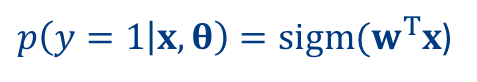 p(y = 1|𝐱, 𝛉) = sigm(𝐰ᵀ𝐱)